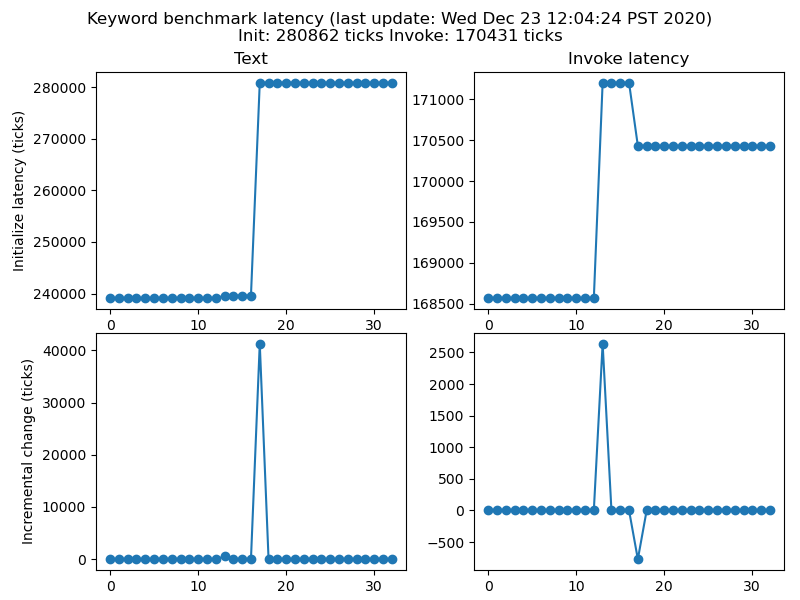 Keyword benchmark latency (last update: Wed Dec 23 12:04:24 PST 2020)
Init: 280862 ticks Invoke: 170431 ticks
Text
Invoke latency
Initialize latency (ticks)
280000
270000
260000
250000
240000
0 10 20 30
171000
170500
170000
169500
169000
168500
0 10 20 30
Incremental change (ticks)
40000
30000
20000
10000
0
0 10 20 30
2500
2000
1500
1000
500
0
−500
0 10 20 30